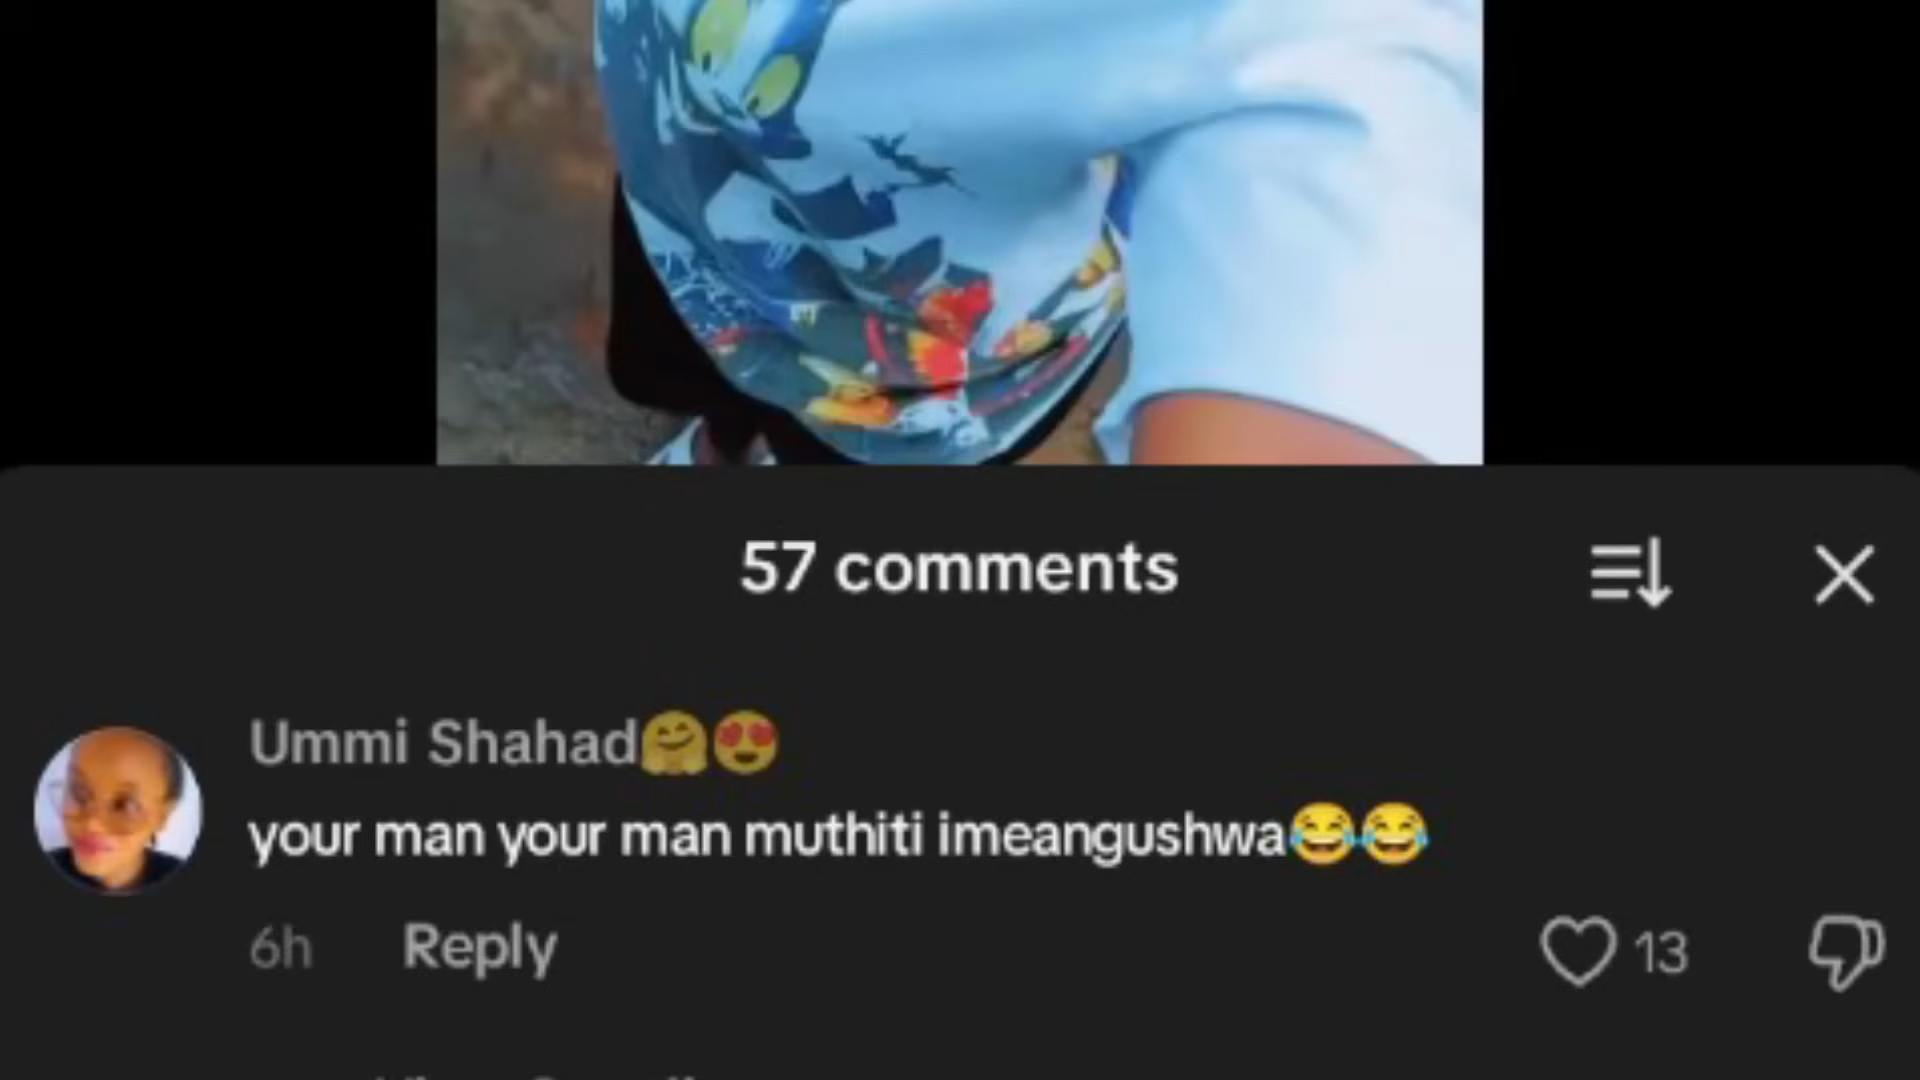 57 comments
Ummi Shahad🤗😍
your man your man muthiti imeangushwa😂😂
6h Reply 13